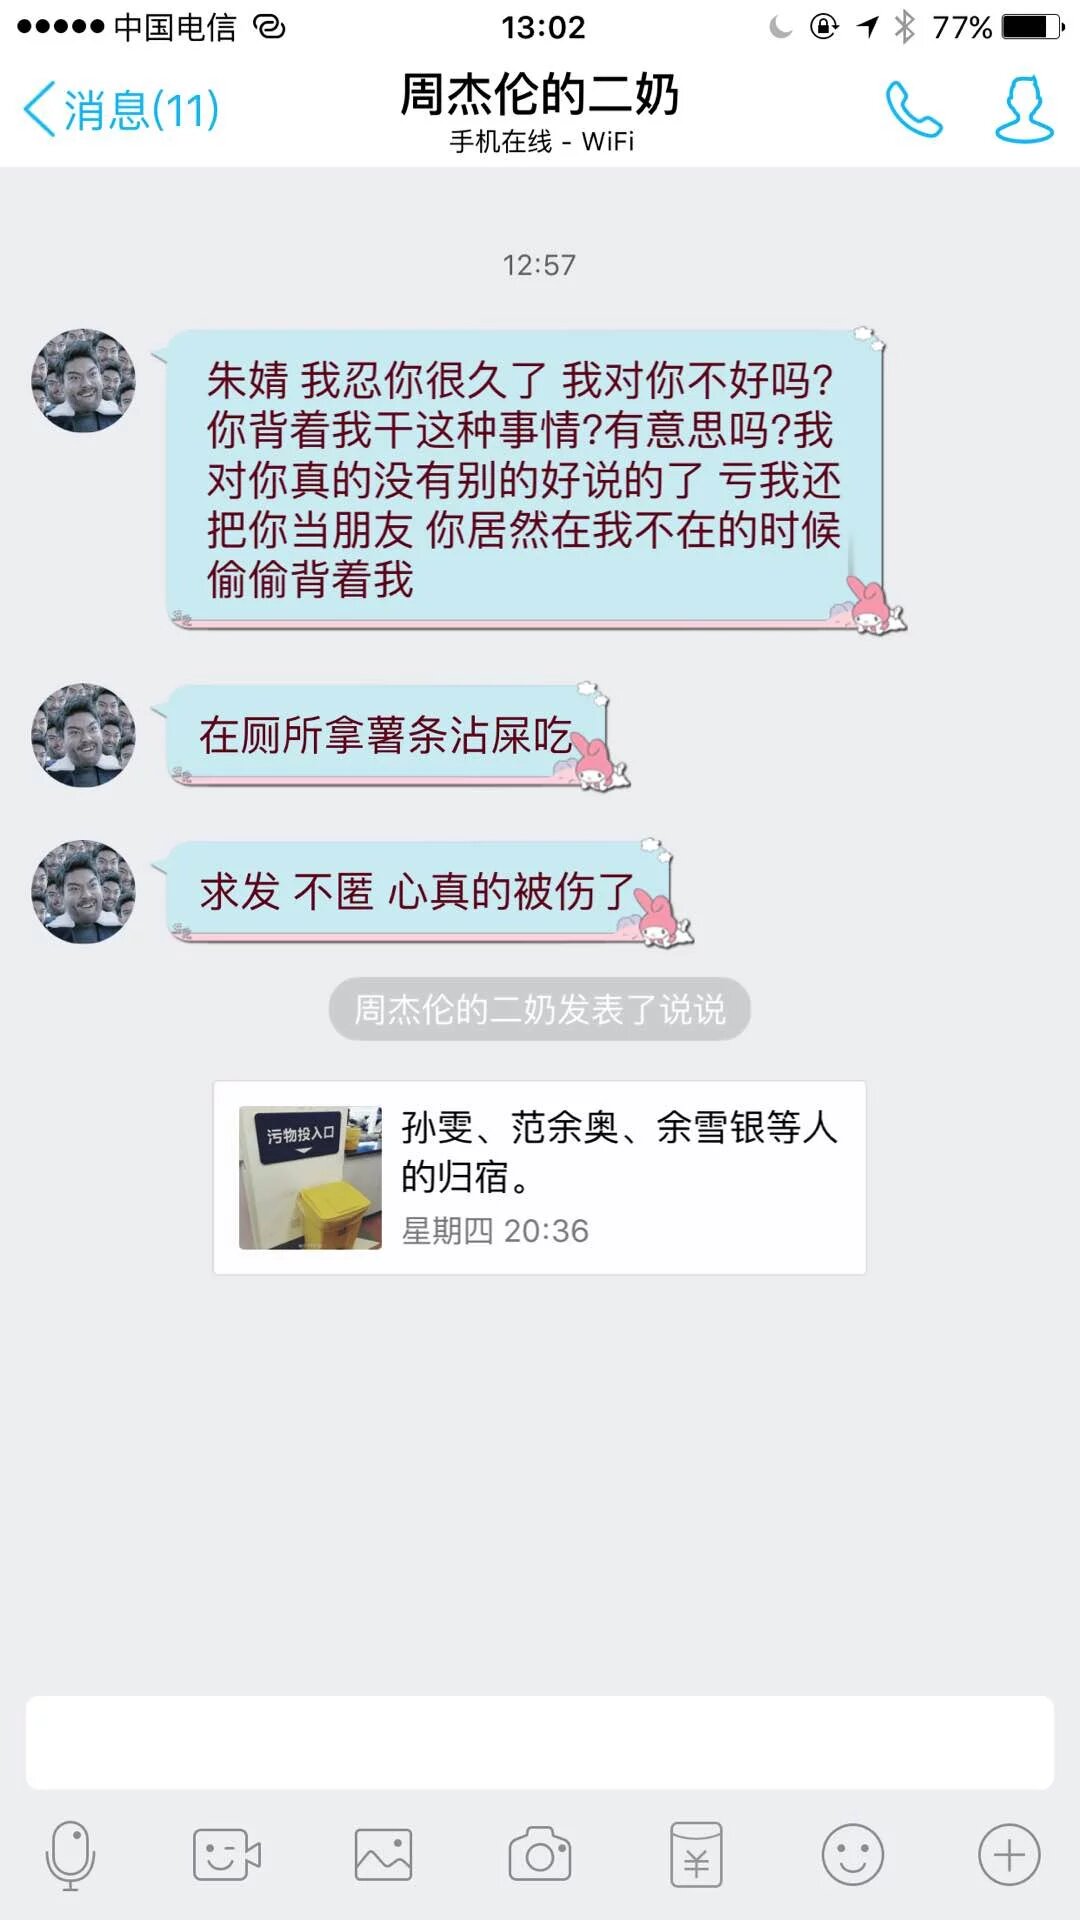 中国电信
13:02
77%
消息(11)
周杰伦的二奶
手机在线 - WiFi
12:57
朱婧 我忍你很久了 我对你不好吗?
你背着我干这种事情?有意思吗?我
对你真的没有别的好说的了 亏我还
把你当朋友 你居然在我不在的时候
偷偷背着我
在厕所拿薯条沾屎吃
求发 不匿 心真的被伤了
周杰伦的二奶发表了说说
污物投入口
孙雯、范余奥、余雪银等人
的归宿。
星期四 20:36